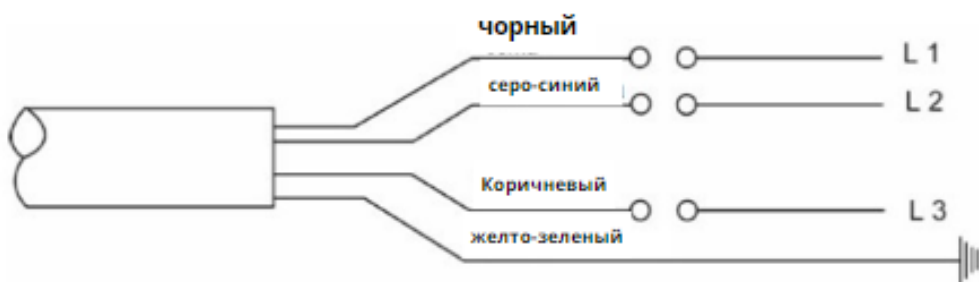 чорный
L 1
серо-синий
L 2
Коричневый
L 3
желто-зеленый